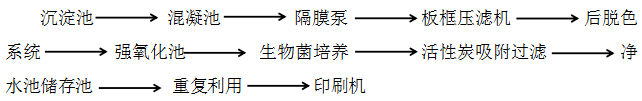 沉淀池 → 混凝池 → 隔膜泵 → 板框压滤机 → 后脱色
系统 → 强氧化池 → 生物菌培养 → 活性炭吸附过滤 → 净
水池储存池 → 重复利用 → 印刷机